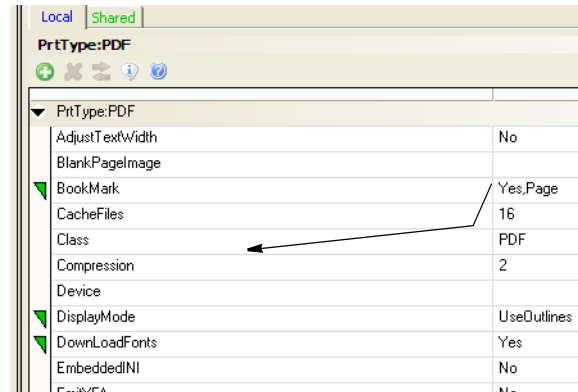 Local Shared
PrtType:PDF
PrtType:PDF
AdjustTextWidth No
BlankPageImage
BookMark Yes,Page
CacheFiles 16
Class PDF
Compression 2
Device
DisplayMode UseOutlines
DownLoadFonts Yes
EmbeddedINI No